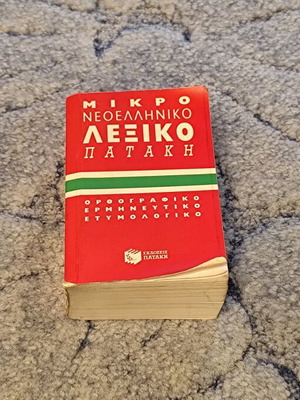 ΜΙΚΡΟ
ΝΕΟΕΛΛΗΝΙΚΟ
ΛΕΞΙΚΟ
ΠΑΤΑΚΗ
ΟΡΘΟΓΡΑΦΙΚΟ
ΕΡΜΗΝΕΥΤΙΚΟ
ΕΤΥΜΟΛΟΓΙΚΟ
ΕΚΔΟΣΕΙΣ
ΠΑΤΑΚΗ